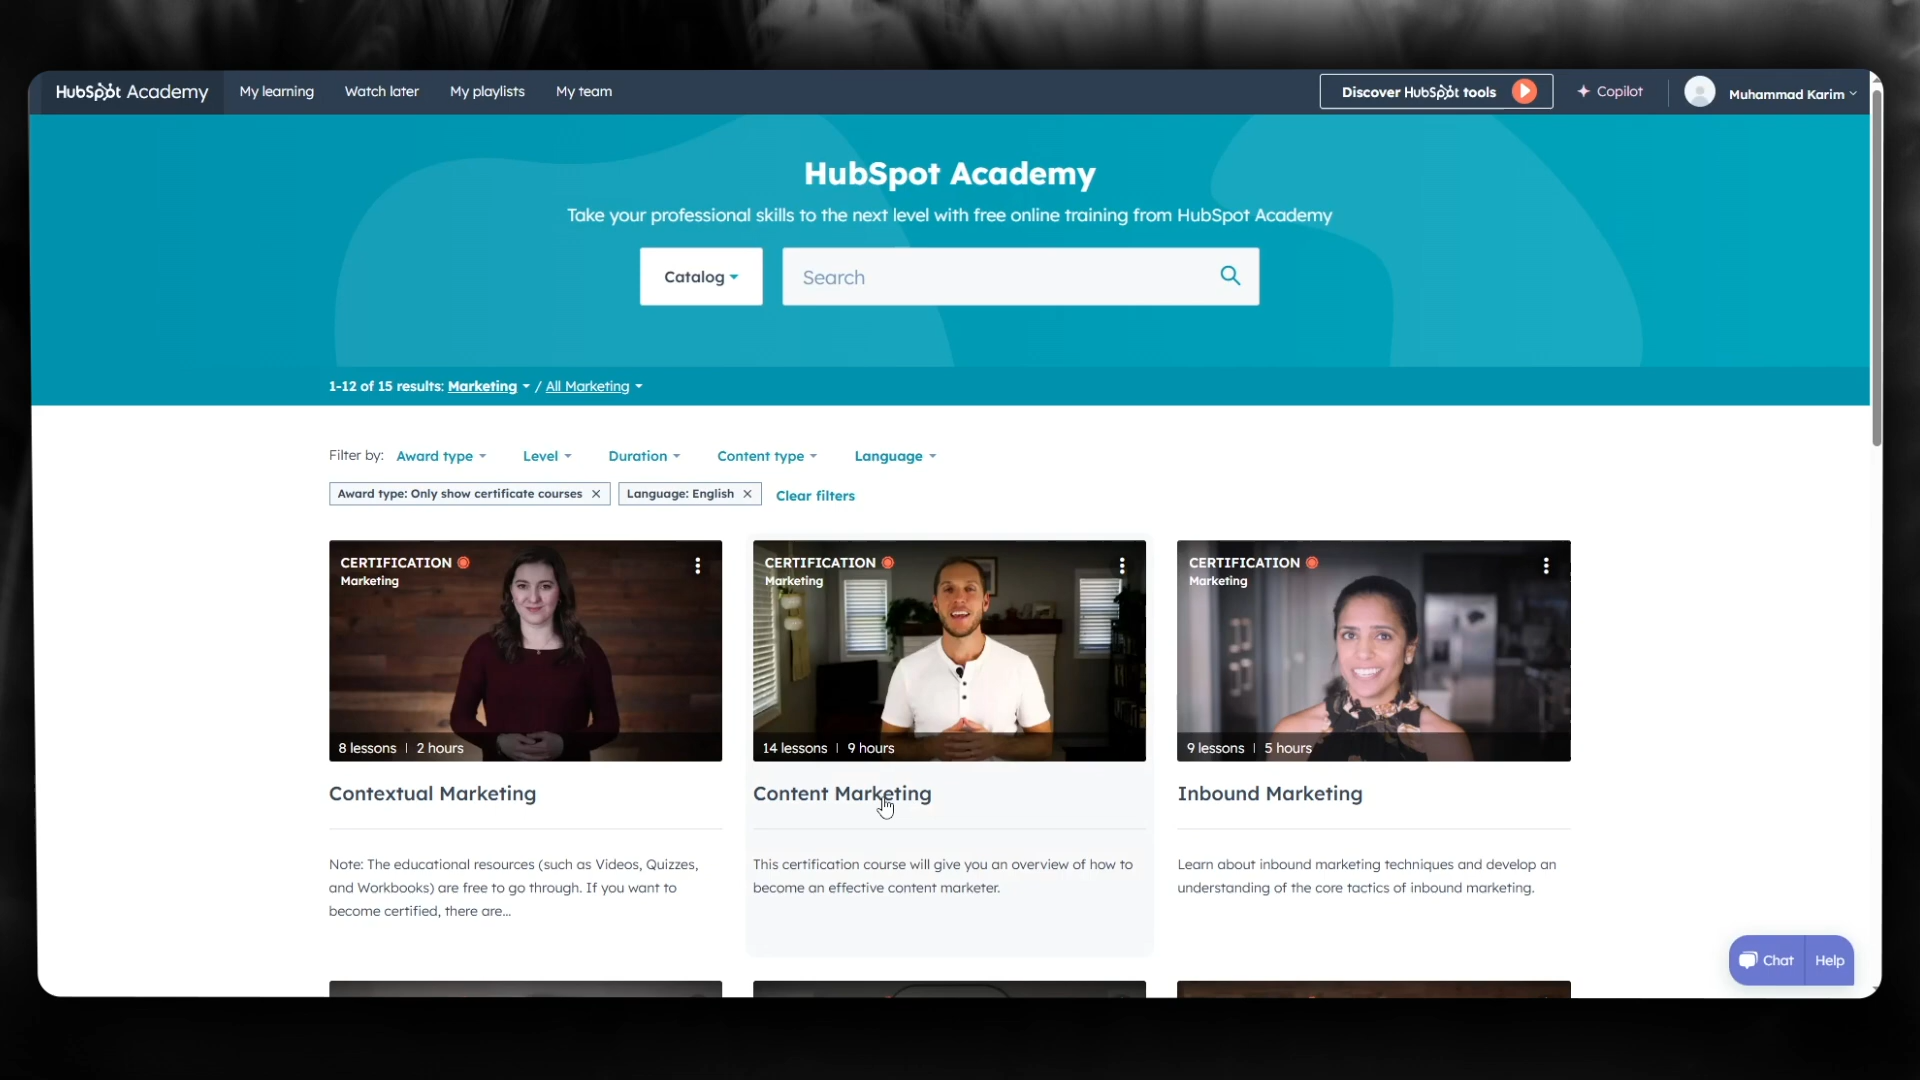 HubSpot Academy
My learning
Watch later
My playlists
My team
Discover HubSpot tools
Copilot
Muhammad Karim
HubSpot Academy
Take your professional skills to the next level with free online training from HubSpot Academy
Catalog
Search
1-12 of 15 results: Marketing / All Marketing
Filter by: Award type Level Duration Content type Language
Award type: Only show certificate courses × Language: English × Clear filters
CERTIFICATION
Marketing
8 lessons | 2 hours
Contextual Marketing
Note: The educational resources (such as Videos, Quizzes,
and Workbooks) are free to go through. If you want to
become certified, there are...
CERTIFICATION
Marketing
14 lessons | 9 hours
Content Marketing
This certification course will give you an overview of how to
become an effective content marketer.
CERTIFICATION
Marketing
9 lessons | 5 hours
Inbound Marketing
Learn about inbound marketing techniques and develop an
understanding of the core tactics of inbound marketing.
Chat
Help